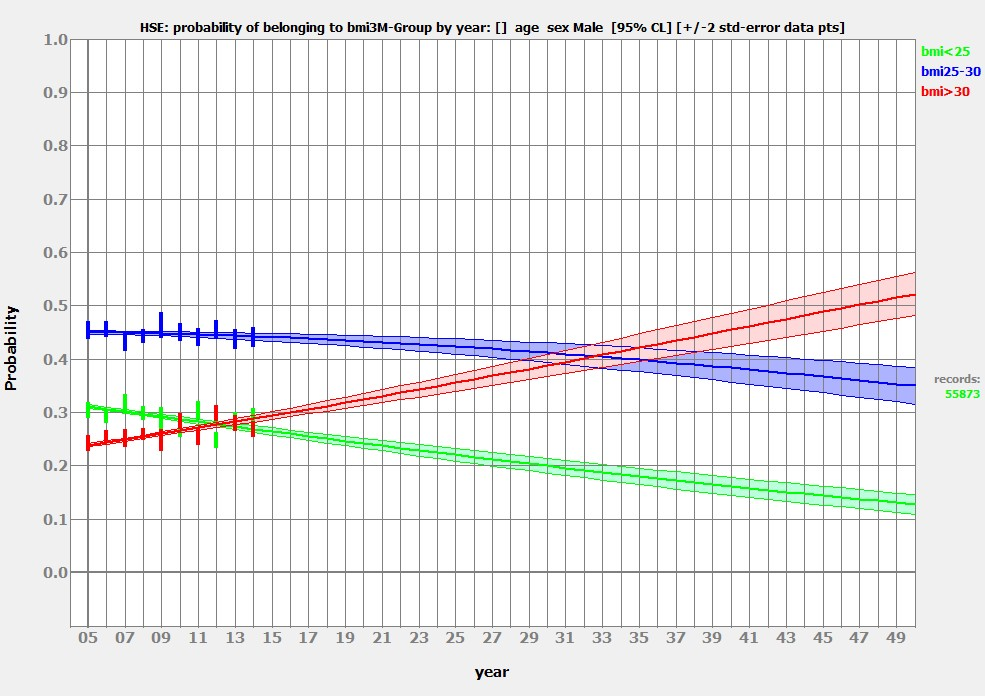 HSE: probability of belonging to bmi3M-Group by year: [] age sex Male [95% CL] [+/-2 std-error data pts]
bmi<25
bmi25-30
bmi>30
1.0
0.9
0.8
0.7
0.6
0.5
0.4
0.3
0.2
0.1
0.0
Probability
records:
55873
05 07 09 11 13 15 17 19 21 23 25 27 29 31 33 35 37 39 41 43 45 47 49
year